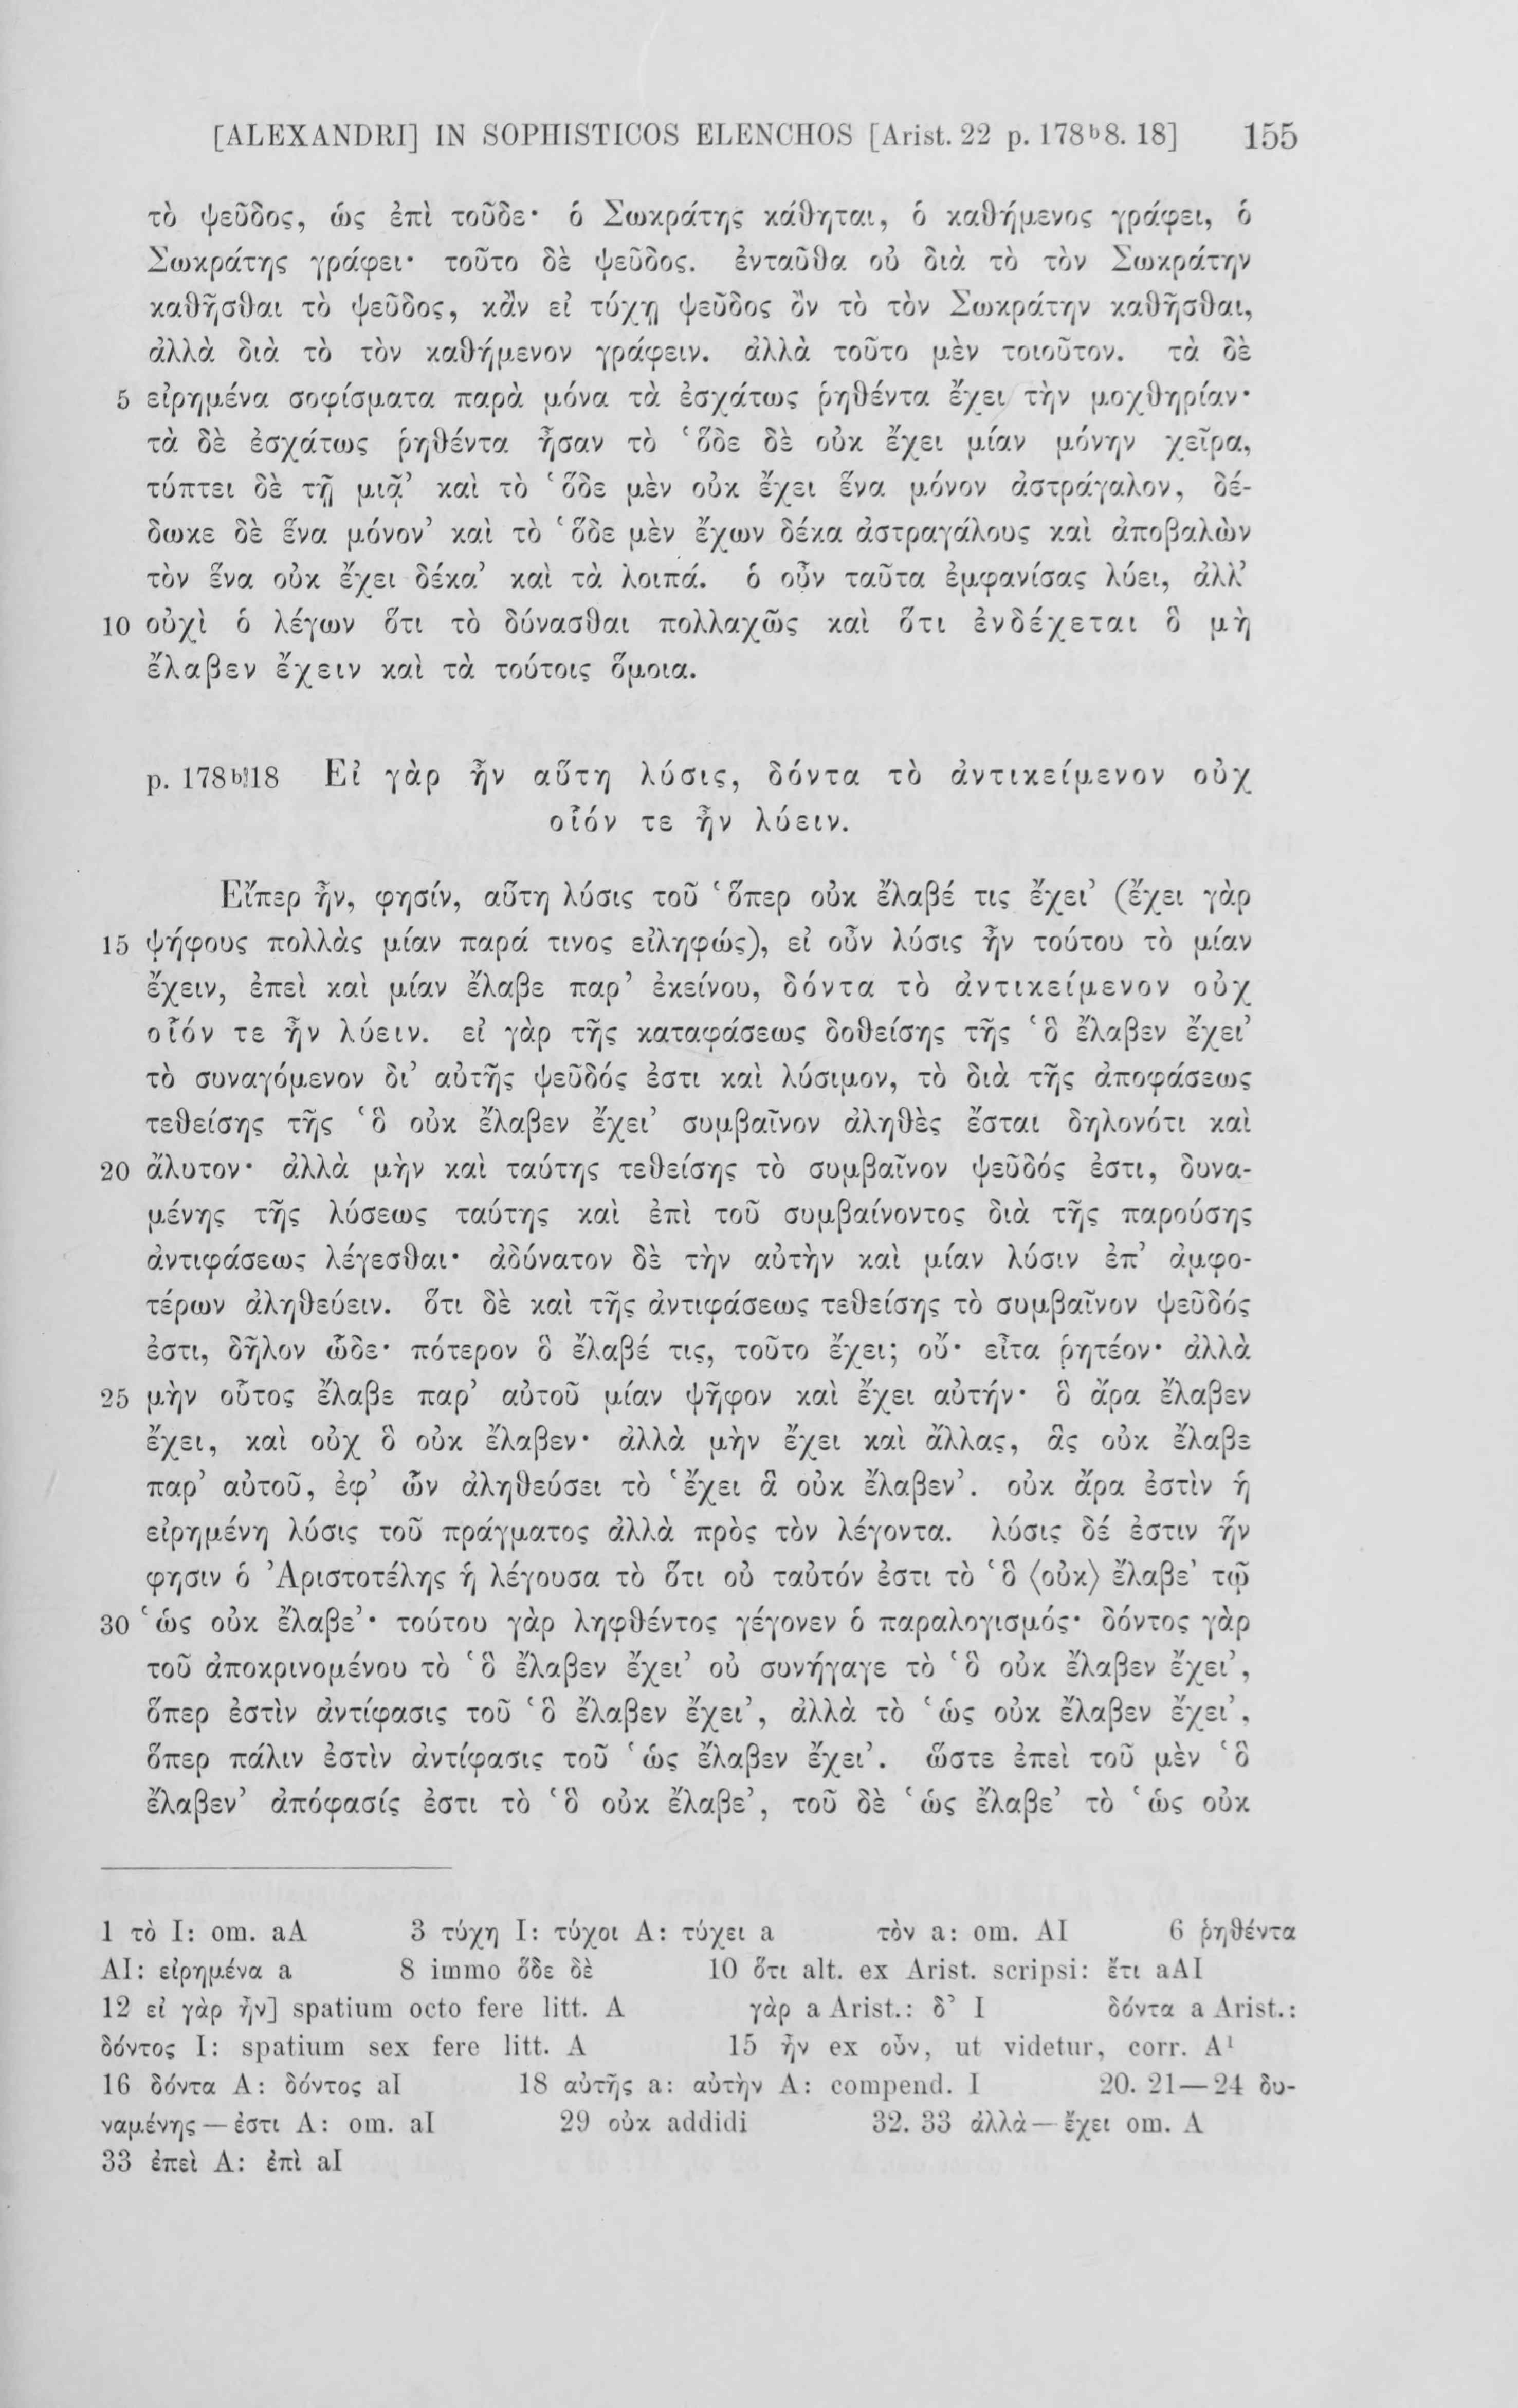 [ALEXANDRI] IN SOPHISTICOS ELENCHOS [Arist. 22 p. 178ᵇ8. 18] 155
τὸ ψεῦδος, ὡς ἐπὶ τοῦδε· ὁ Σωκράτης κάθηται, ὁ καθήμενος γράφει, ὁ
Σωκράτης γράφει· τοῦτο δὲ ψεῦδος. ἐνταῦθα οὐ διὰ τὸ τὸν Σωκράτην
καθῆσθαι τὸ ψεῦδος, κἂν εἰ τύχῃ ψεῦδος ὂν τὸ τὸν Σωκράτην καθῆσθαι,
ἀλλὰ διὰ τὸ τὸν καθήμενον γράφειν. ἀλλὰ τοῦτο μὲν τοιοῦτον. τὰ δὲ
5 εἰρημένα σοφίσματα παρὰ μόνα τὰ ἐσχάτως ῥηθέντα ἔχει τὴν μοχθηρίαν·
τὰ δὲ ἐσχάτως ῥηθέντα ἦσαν τὸ ‘ὅδε δὲ οὐκ ἔχει μίαν μόνην χεῖρα,
τύπτει δὲ τῇ μιᾷ’ καὶ τὸ ‘ὅδε μὲν οὐκ ἔχει ἕνα μόνον ἀστράγαλον, δέ-
δωκε δὲ ἕνα μόνον’ καὶ τὸ ‘ὅδε μὲν ἔχων δέκα ἀστραγάλους καὶ ἀποβαλὼν
τὸν ἕνα οὐκ ἔχει δέκα’ καὶ τὰ λοιπά. ὁ οὖν ταῦτα ἐμφανίσας λύει, ἀλλ’
10 οὐχὶ ὁ λέγων ὅτι τὸ δύνασθαι πολλαχῶς καὶ ὅτι ἐνδέχεται ὃ μὴ
ἔλαβεν ἔχειν καὶ τὰ τούτοις ὅμοια.
p. 178ᵇ18 Εἰ γὰρ ἦν αὕτη λύσις, δόντα τὸ ἀντικείμενον οὐχ
οἷόν τε ἦν λύειν.
Εἴπερ ἦν, φησίν, αὕτη λύσις τοῦ ‘ὅπερ οὐκ ἔλαβέ τις ἔχει’ (ἔχει γὰρ
15 ψήφους πολλὰς μίαν παρά τινος εἰληφώς), εἰ οὖν λύσις ἦν τούτου τὸ μίαν
ἔχειν, ἐπεὶ καὶ μίαν ἔλαβε παρ’ ἐκείνου, δόντα τὸ ἀντικείμενον οὐχ
οἷόν τε ἦν λύειν. εἰ γὰρ τῆς καταφάσεως δοθείσης τῆς ‘ὃ ἔλαβεν ἔχει’
τὸ συναγόμενον δι’ αὐτῆς ψεῦδός ἐστι καὶ λύσιμον, τὸ διὰ τῆς ἀποφάσεως
τεθείσης τῆς ‘ὃ οὐκ ἔλαβεν ἔχει’ συμβαῖνον ἀληθὲς ἔσται δηλονότι καὶ
20 ἄλυτον· ἀλλὰ μὴν καὶ ταύτης τεθείσης τὸ συμβαῖνον ψεῦδός ἐστι, δυνα-
μένης τῆς λύσεως ταύτης καὶ ἐπὶ τοῦ συμβαίνοντος διὰ τῆς παρούσης
ἀντιφάσεως λέγεσθαι· ἀδύνατον δὲ τὴν αὐτὴν καὶ μίαν λύσιν ἐπ’ ἀμφο-
τέρων ἀληθεύειν. ὅτι δὲ καὶ τῆς ἀντιφάσεως τεθείσης τὸ συμβαῖνον ψεῦδός
ἐστι, δῆλον ὧδε· πότερον ὃ ἔλαβέ τις, τοῦτο ἔχει; οὔ· εἶτα ῥητέον· ἀλλὰ
25 μὴν οὗτος ἔλαβε παρ’ αὐτοῦ μίαν ψῆφον καὶ ἔχει αὐτήν· ὃ ἄρα ἔλαβεν
ἔχει, καὶ οὐχ ὃ οὐκ ἔλαβεν· ἀλλὰ μὴν ἔχει καὶ ἄλλας, ἃς οὐκ ἔλαβε
παρ’ αὐτοῦ, ἐφ’ ὧν ἀληθεύσει τὸ ‘ἔχει ἃ οὐκ ἔλαβεν’. οὐκ ἄρα ἐστὶν ἡ
εἰρημένη λύσις τοῦ πράγματος ἀλλὰ πρὸς τὸν λέγοντα. λύσις δέ ἐστιν ἥν
φησιν ὁ Ἀριστοτέλης ἡ λέγουσα τὸ ὅτι οὐ ταὐτόν ἐστι τὸ ‘ὃ ⟨οὐκ⟩ ἔλαβε’ τῷ
30 ‘ὡς οὐκ ἔλαβε’· τούτου γὰρ ληφθέντος γέγονεν ὁ παραλογισμός· δόντος γὰρ
τοῦ ἀποκρινομένου τὸ ‘ὃ ἔλαβεν ἔχει’ οὐ συνήγαγε τὸ ‘ὃ οὐκ ἔλαβεν ἔχει’,
ὅπερ ἐστὶν ἀντίφασις τοῦ ‘ὃ ἔλαβεν ἔχει’, ἀλλὰ τὸ ‘ὡς οὐκ ἔλαβεν ἔχει’,
ὅπερ πάλιν ἐστὶν ἀντίφασις τοῦ ‘ὡς ἔλαβεν ἔχει’. ὥστε ἐπεὶ τοῦ μὲν ‘ὃ
ἔλαβεν’ ἀπόφασίς ἐστι τὸ ‘ὃ οὐκ ἔλαβε’, τοῦ δὲ ‘ὡς ἔλαβε’ τὸ ‘ὡς οὐκ
1 τὸ I: om. aA 3 τύχῃ I: τύχοι A: τύχει a τὸν a: om. AI 6 ῥηθέντα
AI: εἰρημένα a 8 immo ὅδε δὲ 10 ὅτι alt. ex Arist. scripsi: ἔτι aAI
12 εἰ γὰρ ἦν] spatium octo fere litt. A γὰρ a Arist.: δ’ I δόντα a Arist.:
δόντος I: spatium sex fere litt. A 15 ἦν ex οὖν, ut videtur, corr. A¹
16 δόντα A: δόντος aI 18 αὐτῆς a: αὐτὴν A: compend. I 20. 21—24 δυ-
ναμένης — ἐστι A: om. aI 29 οὐκ addidi 32. 33 ἀλλὰ — ἔχει om. A
33 ἐπεὶ A: ἐπὶ aI